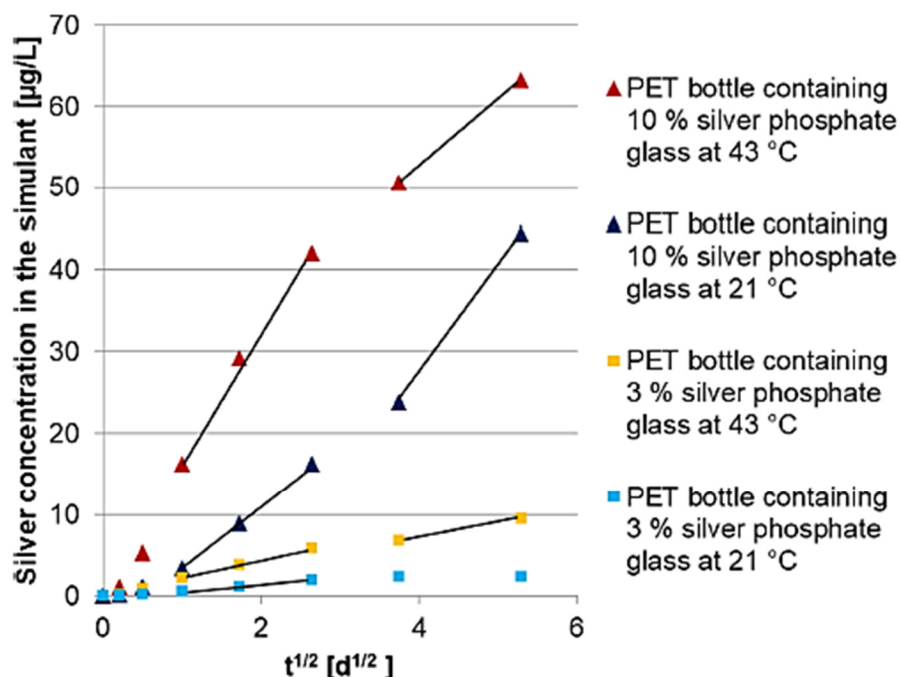 Silver concentration in the simulant [µg/L]
70
60
50
40
30
20
10
0
0 2 4 6
t1/2 [d1/2 ]
PET bottle containing
10 % silver phosphate
glass at 43 °C
PET bottle containing
10 % silver phosphate
glass at 21 °C
PET bottle containing
3 % silver phosphate
glass at 43 °C
PET bottle containing
3 % silver phosphate
glass at 21 °C